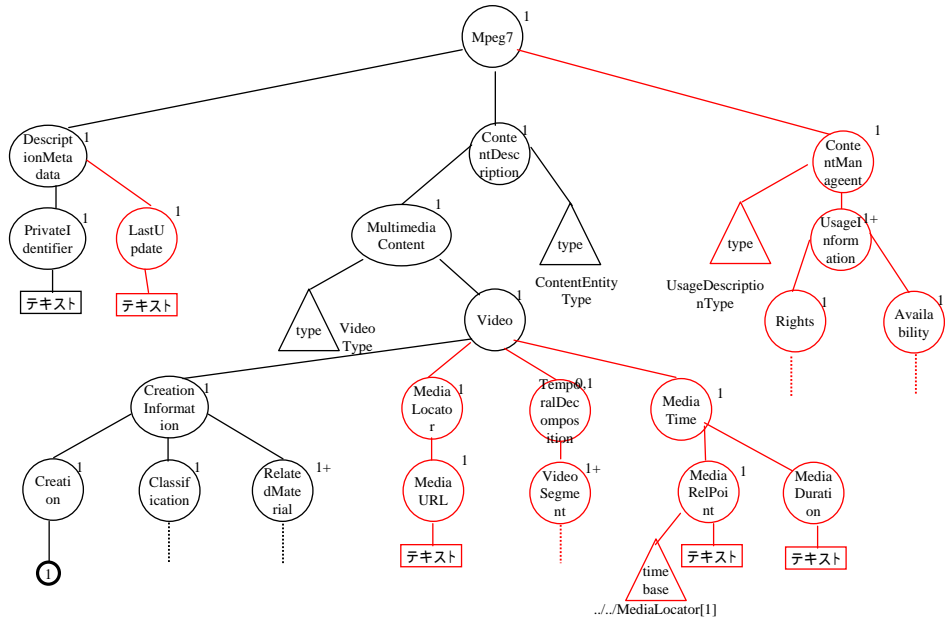 1
Mpeg7
1
Descript
ionMeta
data
1
Conte
ntDescr
iption
1
Conte
ntMan
ageent
1
PrivateI
dentifier
1
LastU
pdate
1
Multimedia
Content
type
ContentEntity
Type
type
UsageDescriptio
nType
1+
UsageI
nform
ation
テキスト
テキスト
type
Video
Type
1
Video
1
Rights
1
Availa
bility
1
Creation
Informat
ion
1
Media
Locato
r
0,1
Tempo
ralDec
ompos
ition
1
Media
Time
1
Creati
on
1
Classif
ication
1+
Relate
dMate
rial
1
Media
URL
1+
Video
Segme
nt
1
Media
RelPoi
nt
Media
Durati
on
1
テキスト
テキスト
テキスト
time
base
../../MediaLocator[1]